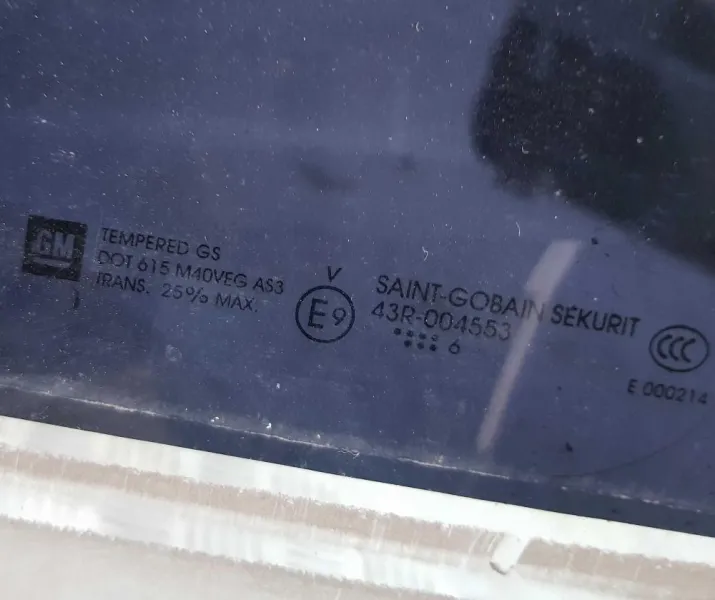 GM
TEMPERED GS
DOT 615 M40VEG AS3
TRANS. 25% MAX.
V
E9
SAINT-GOBAIN SEKURIT
43R-004553
6
CCC
E 000214